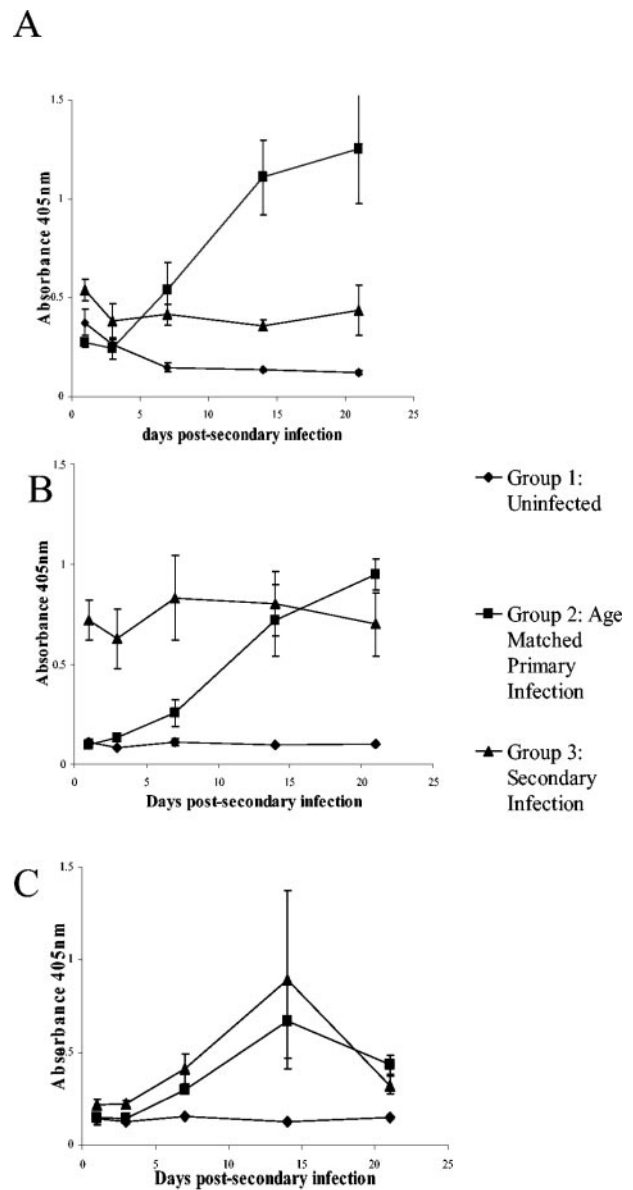 A
1.5
1
0.5
0
Absorbance 405nm
0 5 10 15 20 25
days post-secondary infection
B
1.5
1
0.5
0
Absorbance 405nm
0 5 10 15 20 25
Days post-secondary infection
Group 1:
Uninfected
Group 2: Age
Matched
Primary
Infection
Group 3:
Secondary
Infection
C
1.5
1
0.5
0
Absorbance 405nm
0 5 10 15 20 25
Days post-secondary infection